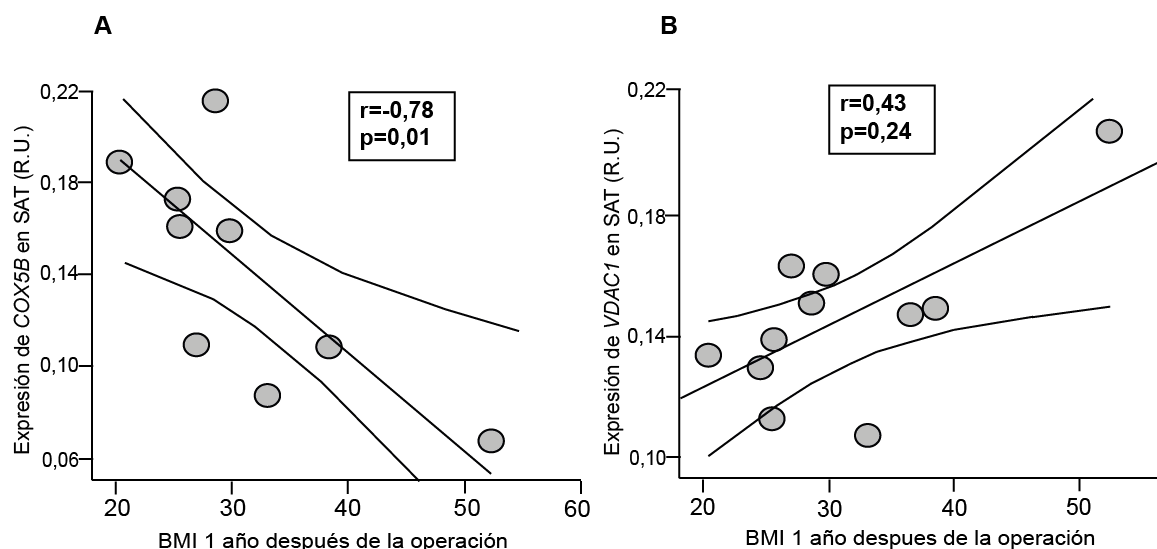 A
Expresión de COX5B en SAT (R.U.)
0,22
0,18
0,14
0,10
0,06
r=-0,78
p=0,01
20
30
40
50
60
BMI 1 año después de la operación
B
Expresión de VDAC1 en SAT (R.U.)
0,22
0,18
0,14
0,10
r=0,43
p=0,24
20
30
40
50
BMI 1 año despues de la operación